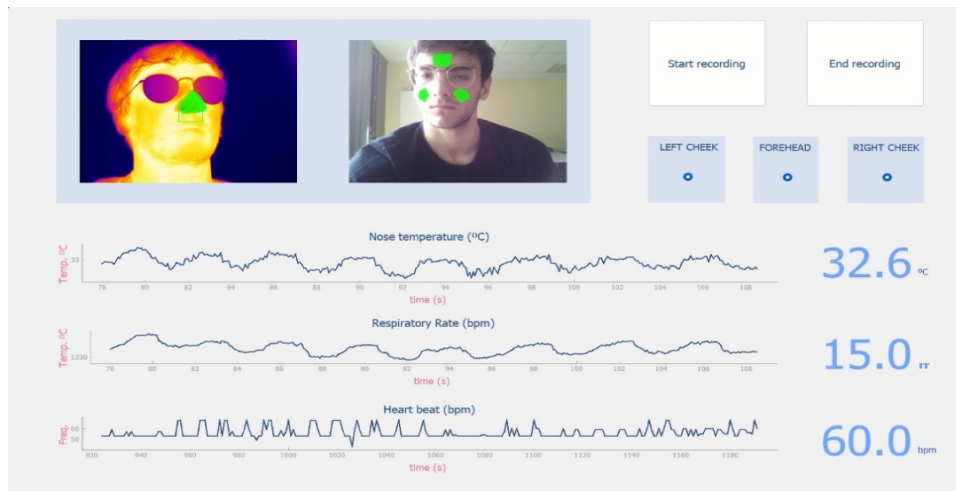 Start recording
End recording
LEFT CHEEK
FOREHEAD
RIGHT CHEEK
0
0
0
Nose temperature (ºC)
Temp. ºC
33
78 80 82 84 86 88 90 92 94 96 98 100 102 104 106 108
time (s)
32.6 ºC
Respiratory Rate (bpm)
Temp. ºC
1330
78 80 82 84 86 88 90 92 94 96 98 100 102 104 106 108
time (s)
15.0 rr
Heart beat (bpm)
Freq.
60
50
920 940 960 980 1000 1020 1040 1060 1080 1100 1120 1140 1160 1180
time (s)
60.0 bpm